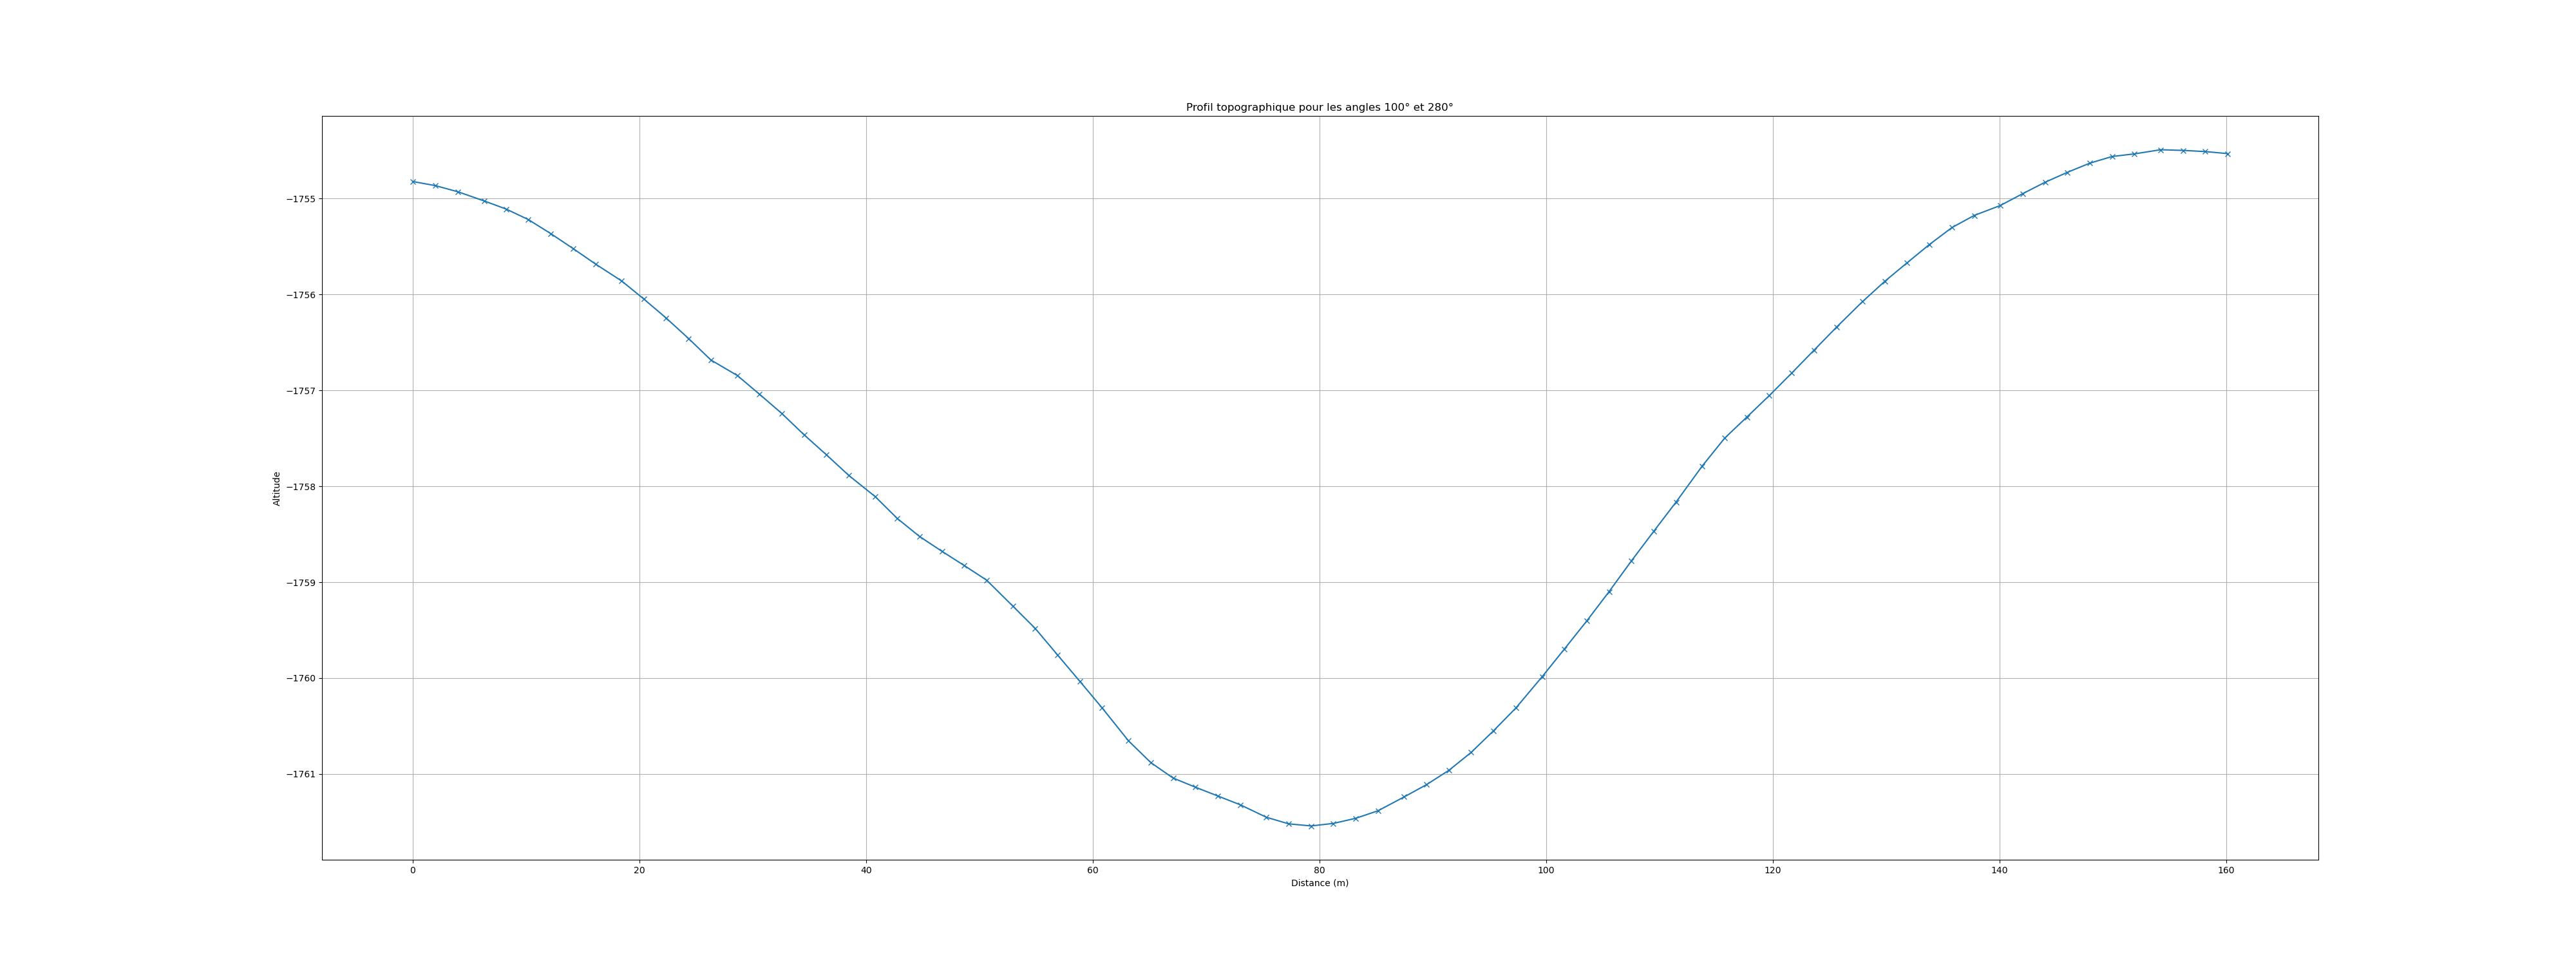 Profil topographique pour les angles 100° et 280°
Altitude
−1755
−1756
−1757
−1758
−1759
−1760
−1761
0 20 40 60 80 100 120 140 160
Distance (m)